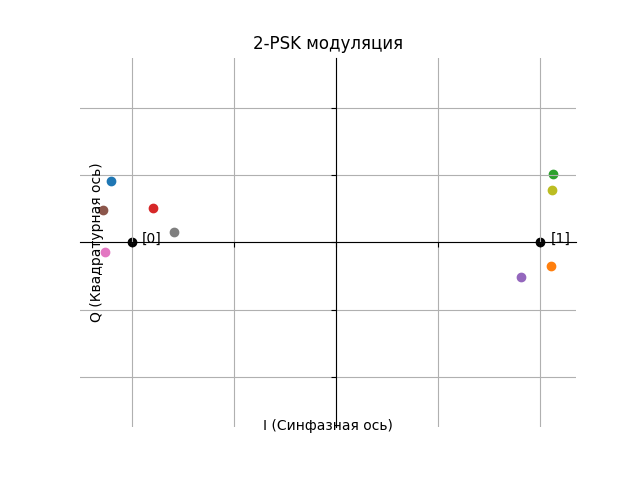 2-PSK модуляция
Q (Квадратурная ось)
[0]
[1]
I (Синфазная ось)